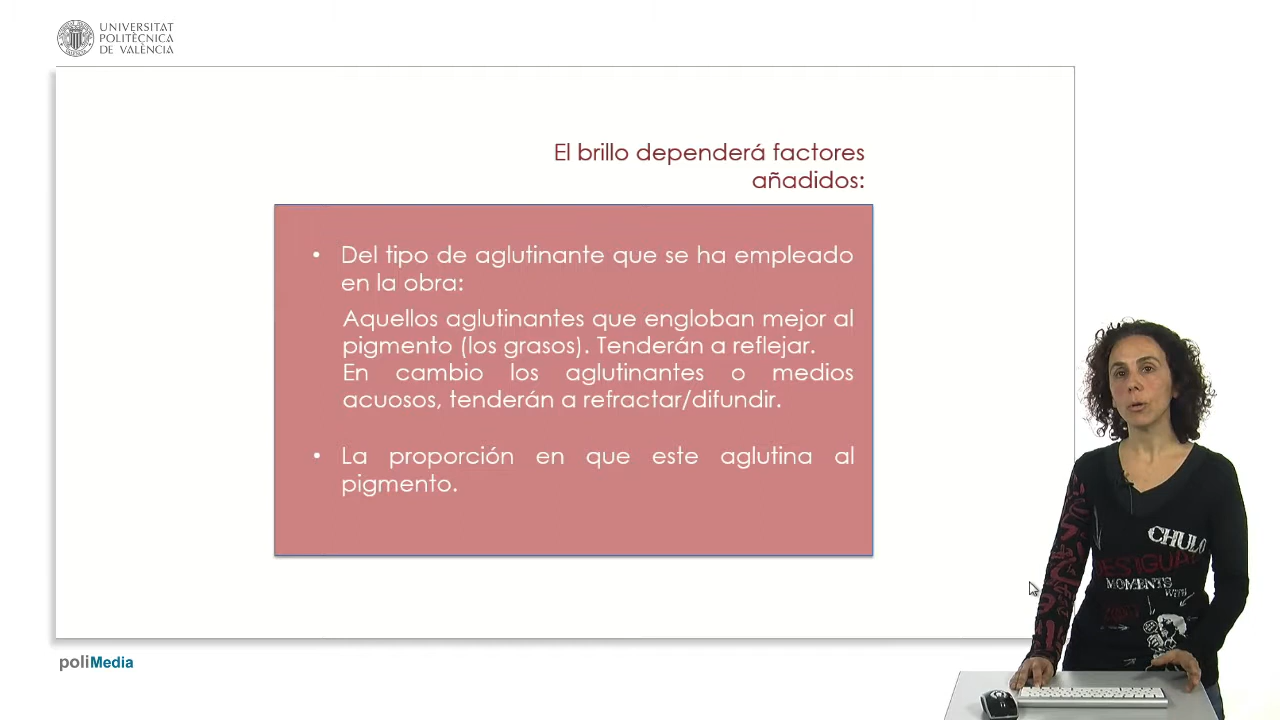 UNIVERSITAT
POLITÈCNICA
DE VALÈNCIA
El brillo dependerá factores
añadidos:
• Del tipo de aglutinante que se ha empleado
en la obra:
Aquellos aglutinantes que engloban mejor al
pigmento (los grasos). Tenderán a reflejar.
En cambio los aglutinantes o medios
acuosos, tenderán a refractar/difundir.
• La proporción en que este aglutina al
pigmento.
CHULO
DESIGUAL
MOMENTS
WITH
poliMedia